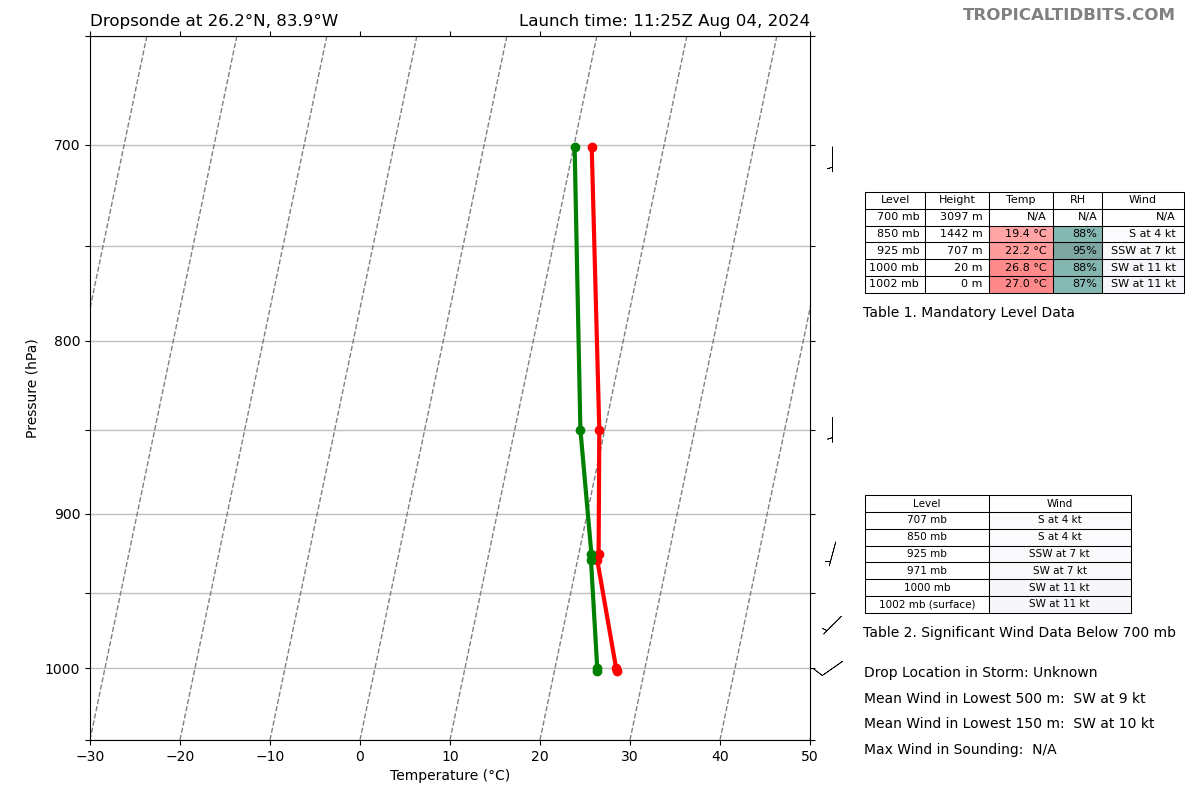 TROPICALTIDBITS.COM
Dropsonde at 26.2°N, 83.9°W
Launch time: 11:25Z Aug 04, 2024
700
800
900
1000
Pressure (hPa)
−30 −20 −10 0 10 20 30 40 50
Temperature (°C)
Level Height Temp RH Wind
700 mb 3097 m N/A N/A N/A
850 mb 1442 m 19.4 °C 88% S at 4 kt
925 mb 707 m 22.2 °C 95% SSW at 7 kt
1000 mb 20 m 26.8 °C 88% SW at 11 kt
1002 mb 0 m 27.0 °C 87% SW at 11 kt
Table 1. Mandatory Level Data
Level Wind
707 mb S at 4 kt
850 mb S at 4 kt
925 mb SSW at 7 kt
971 mb SW at 7 kt
1000 mb SW at 11 kt
1002 mb (surface) SW at 11 kt
Table 2. Significant Wind Data Below 700 mb
Drop Location in Storm: Unknown
Mean Wind in Lowest 500 m: SW at 9 kt
Mean Wind in Lowest 150 m: SW at 10 kt
Max Wind in Sounding: N/A